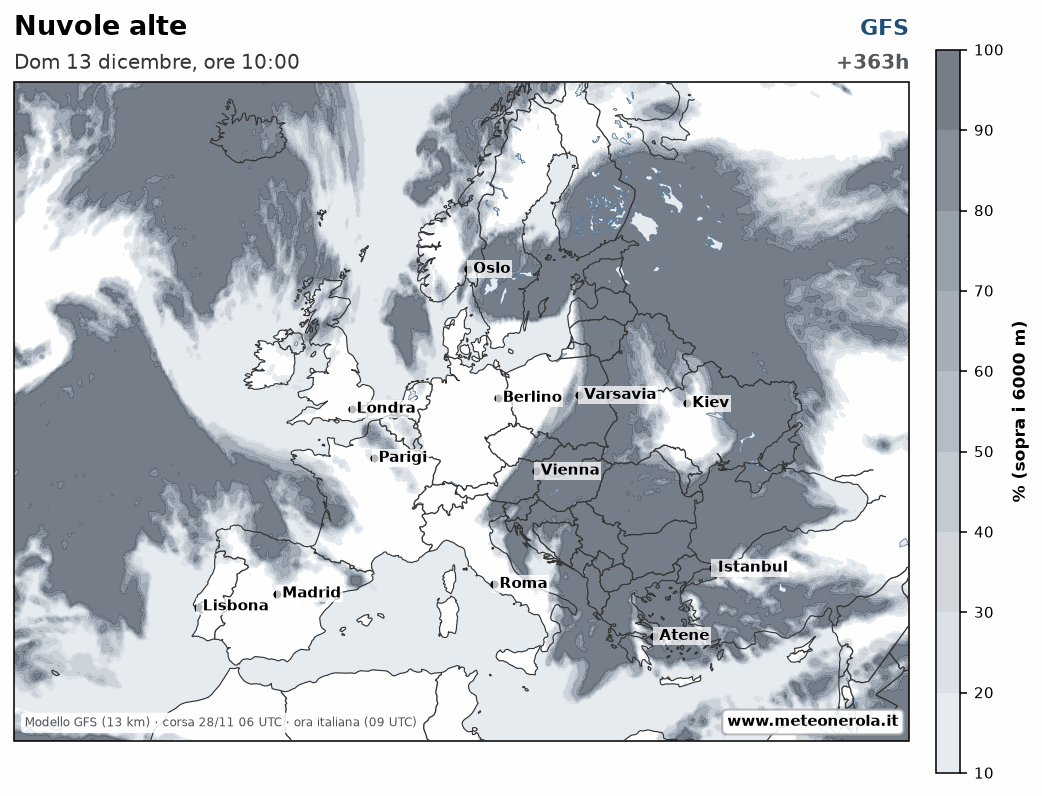 Nuvole alte
GFS
Dom 13 dicembre, ore 10:00
+363h
100
90
80
70
60
50
40
30
20
10
% (sopra i 6000 m)
Oslo
Londra
Berlino
Varsavia
Kiev
Parigi
Vienna
Istanbul
Roma
Madrid
Lisbona
Atene
Modello GFS (13 km) · corsa 28/11 06 UTC · ora italiana (09 UTC)
www.meteonerola.it